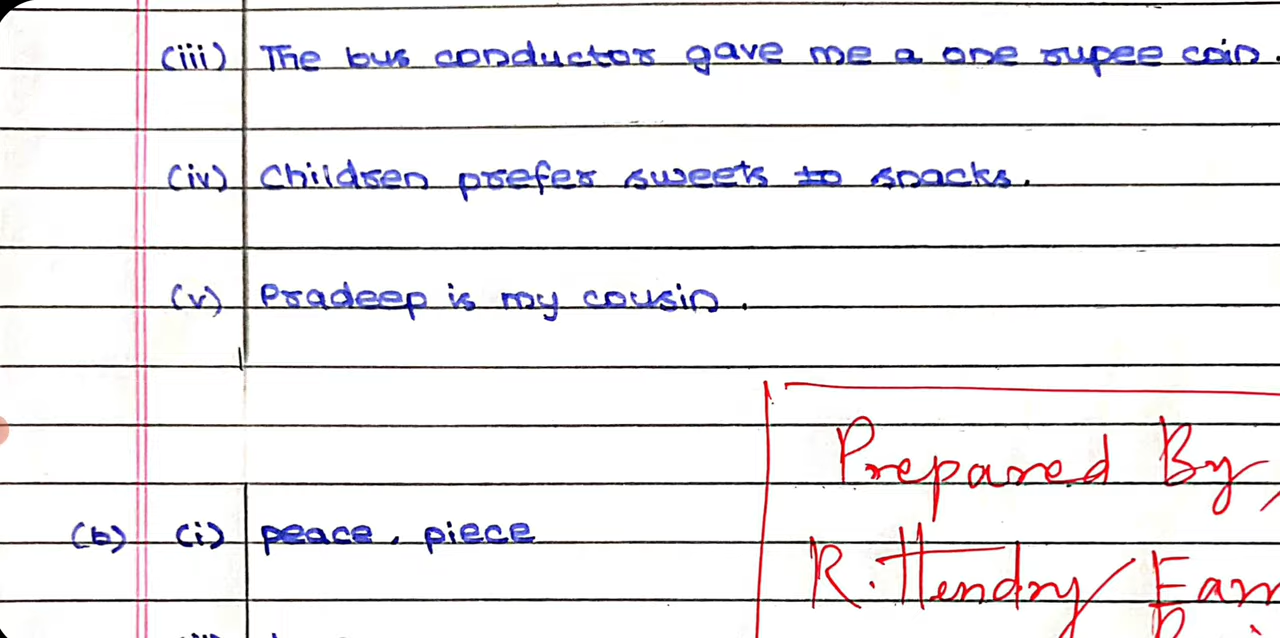 (iii) The bus conductor gave me a one rupee coin.
(iv) Children prefer sweets to snacks.
(v) Pradeep is my cousin.
Prepared By,
(b) (i) peace, piece
R. Hendry